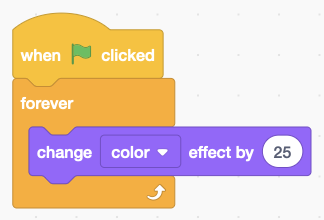 when clicked
forever
change color effect by 25